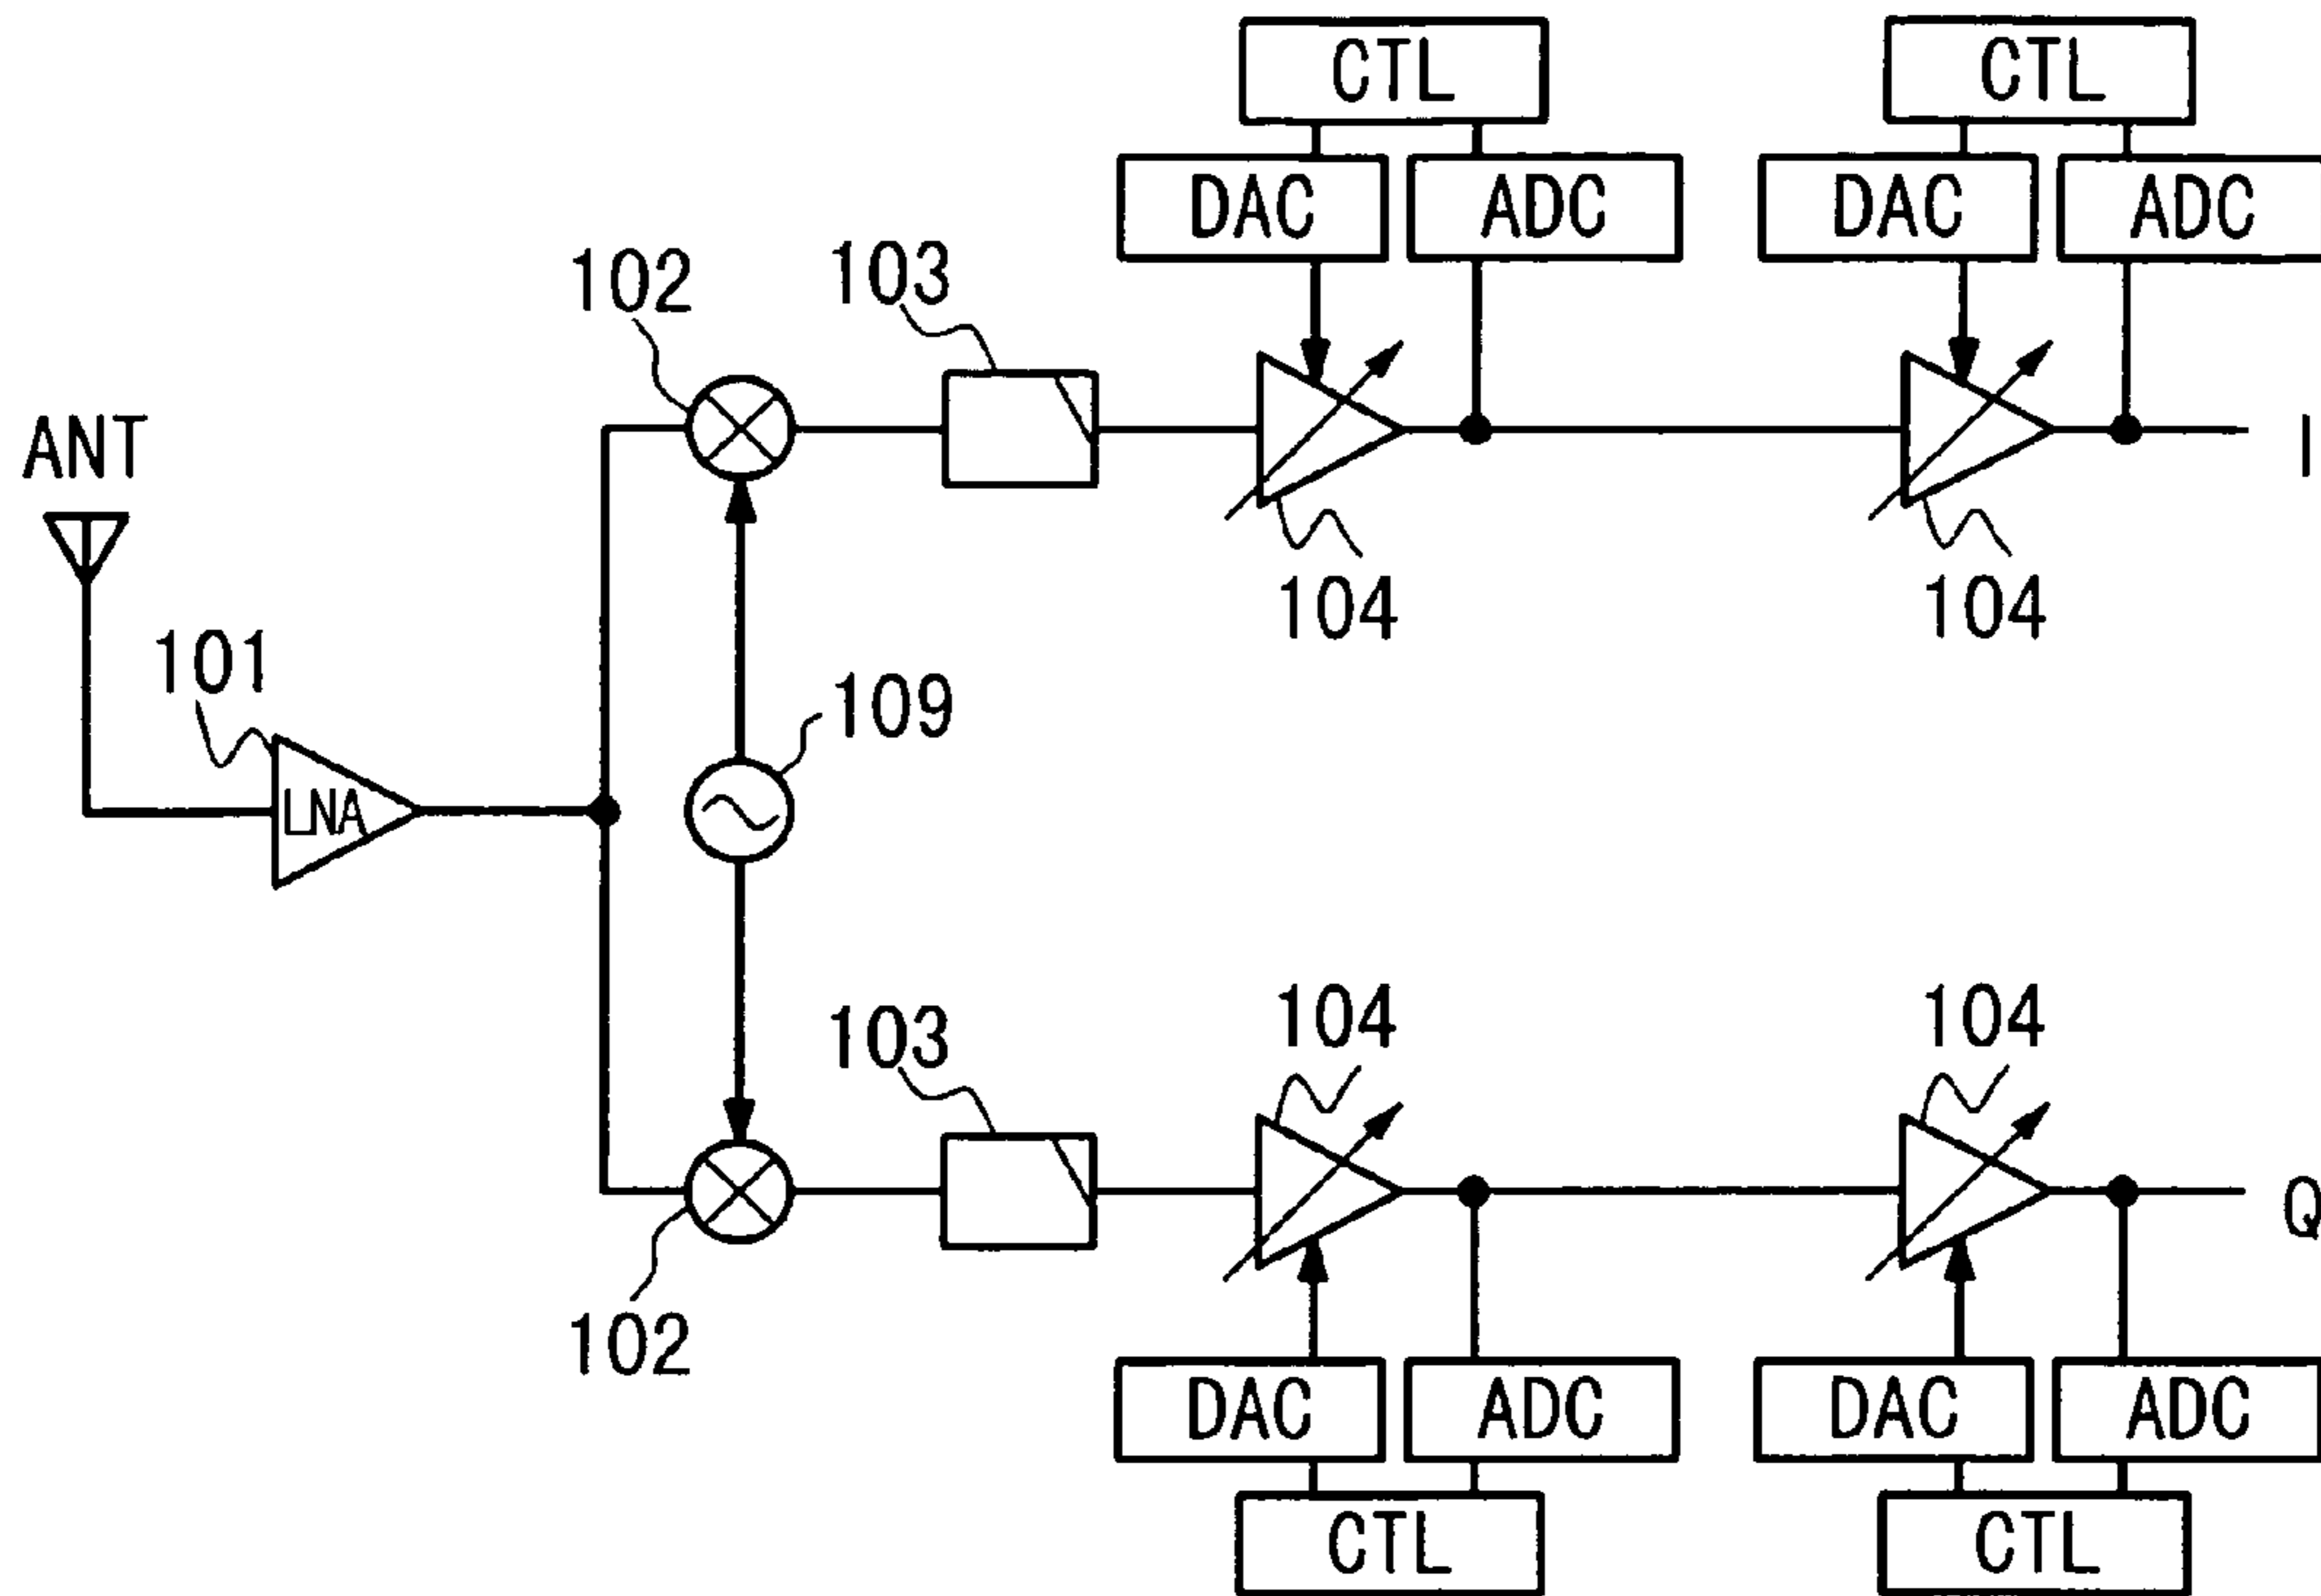 CTL CTL
DAC ADC DAC ADC
102 103
ANT
I
104 104
101
109
LNA
103 104 104
Q
102
DAC ADC DAC ADC
CTL CTL